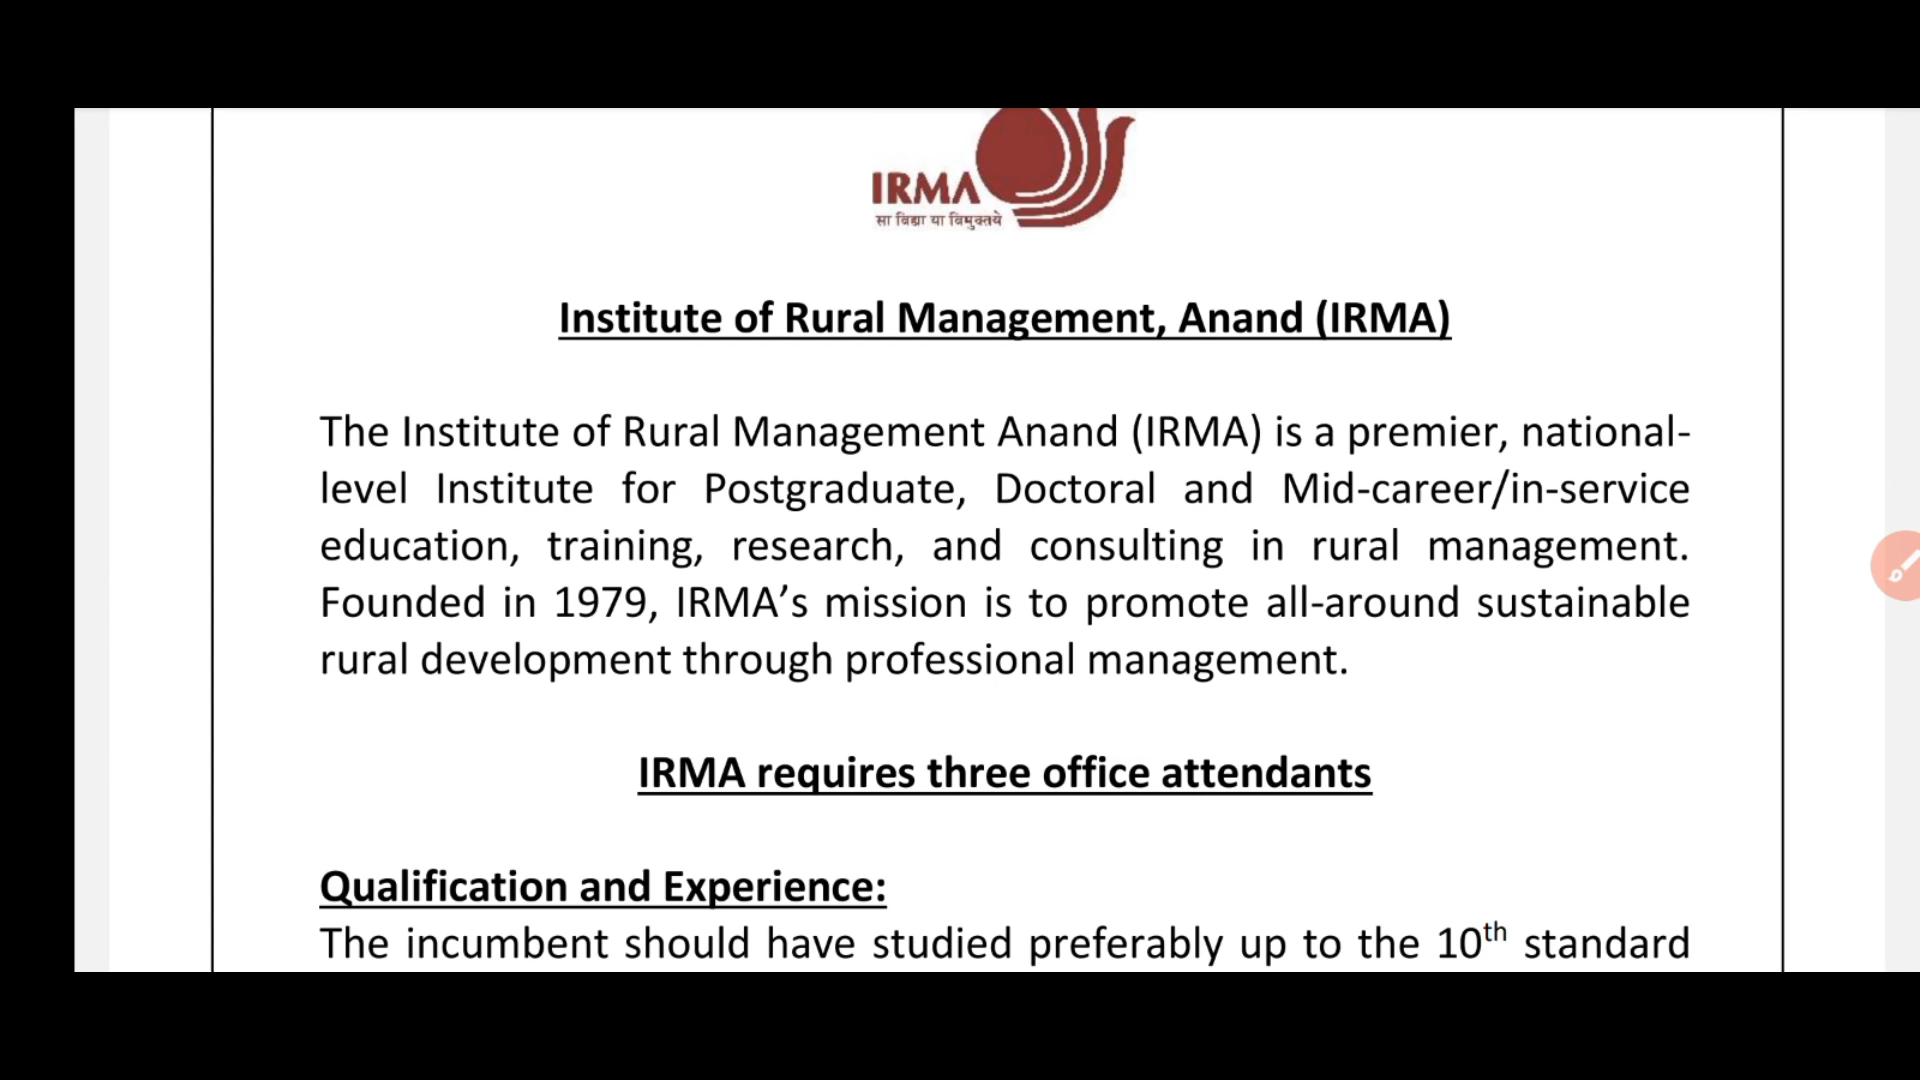 IRMA
सा विद्या या विमुक्तये
Institute of Rural Management, Anand (IRMA)
The Institute of Rural Management Anand (IRMA) is a premier, national-
level Institute for Postgraduate, Doctoral and Mid-career/in-service
education, training, research, and consulting in rural management.
Founded in 1979, IRMA’s mission is to promote all-around sustainable
rural development through professional management.
IRMA requires three office attendants
Qualification and Experience:
The incumbent should have studied preferably up to the 10th standard